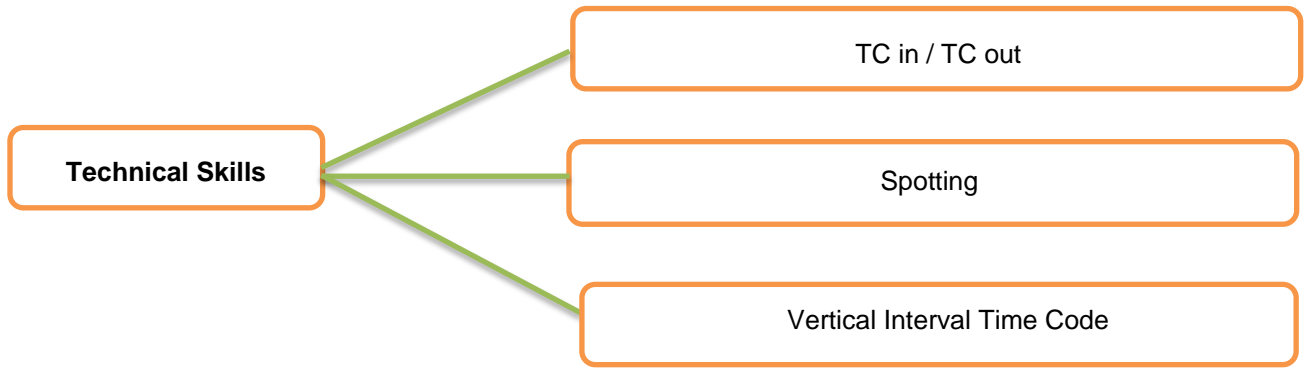 TC in / TC out
Technical Skills
Spotting
Vertical Interval Time Code